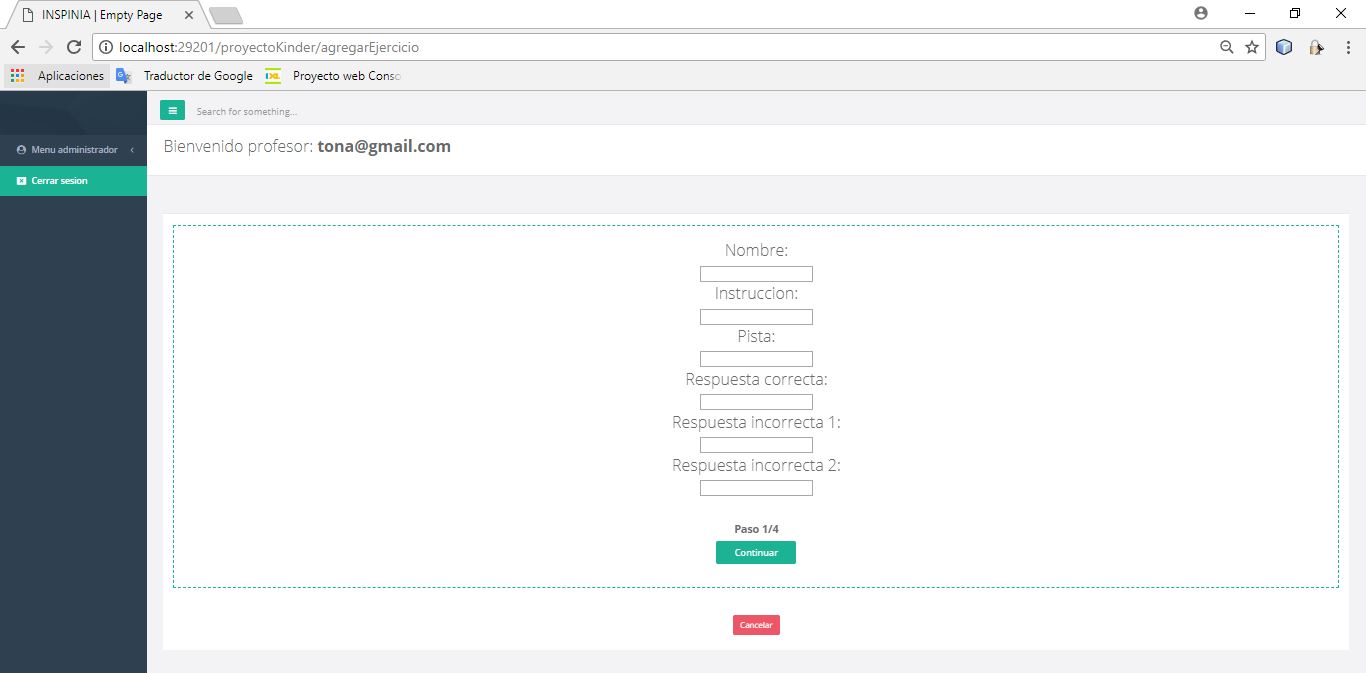 INSPINIA | Empty Page
localhost:29201/proyectoKinder/agregarEjercicio
Aplicaciones
Traductor de Google
Proyecto web Conso
Search for something...
Menu administrador
Bienvenido profesor: tona@gmail.com
Cerrar sesion
Nombre:
Instruccion:
Pista:
Respuesta correcta:
Respuesta incorrecta 1:
Respuesta incorrecta 2:
Paso 1/4
Continuar
Cancelar